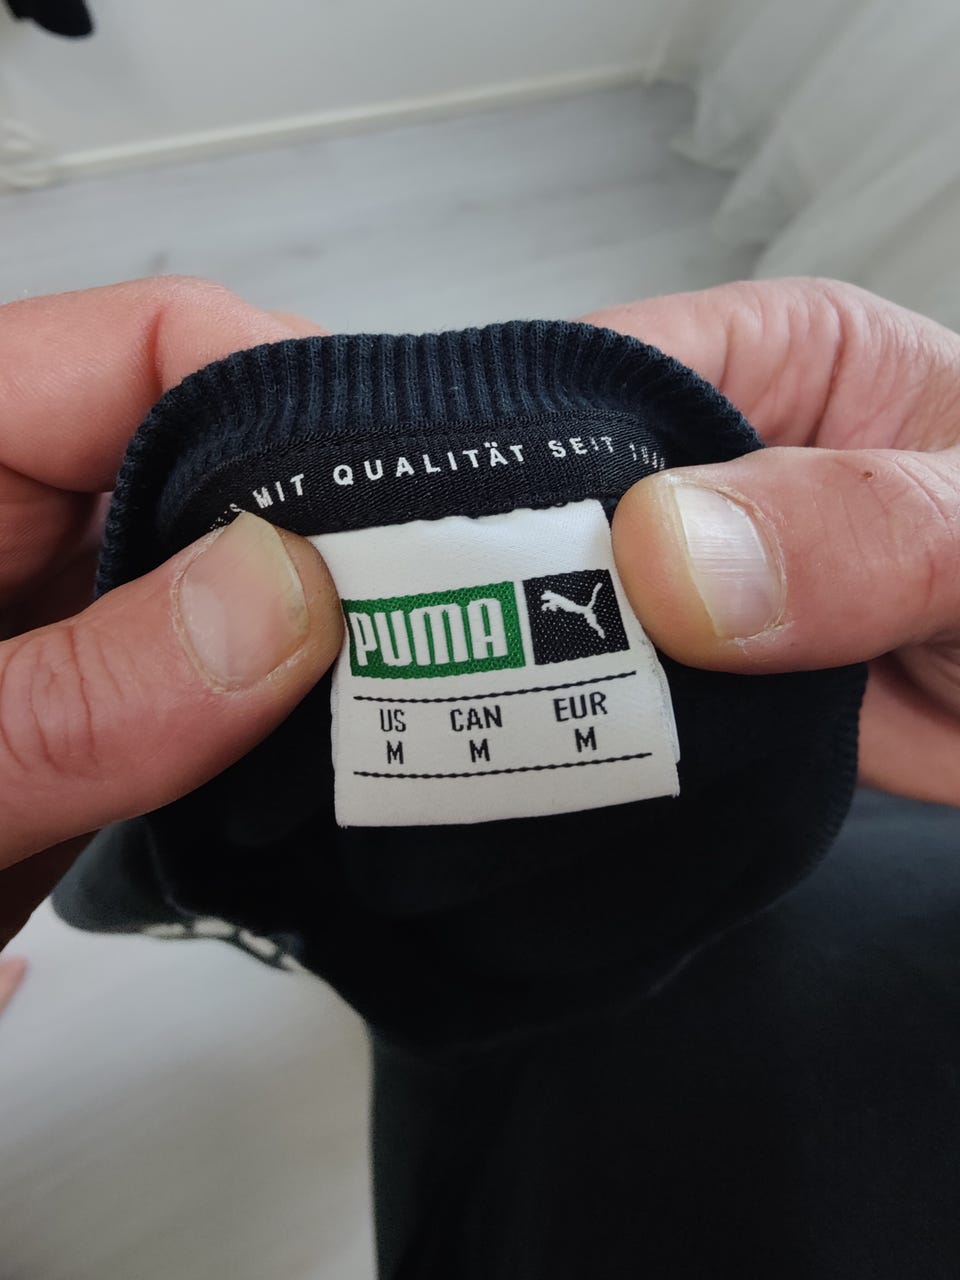 MIT QUALITÄT SEIT
PUMA
US CAN EUR
M M M